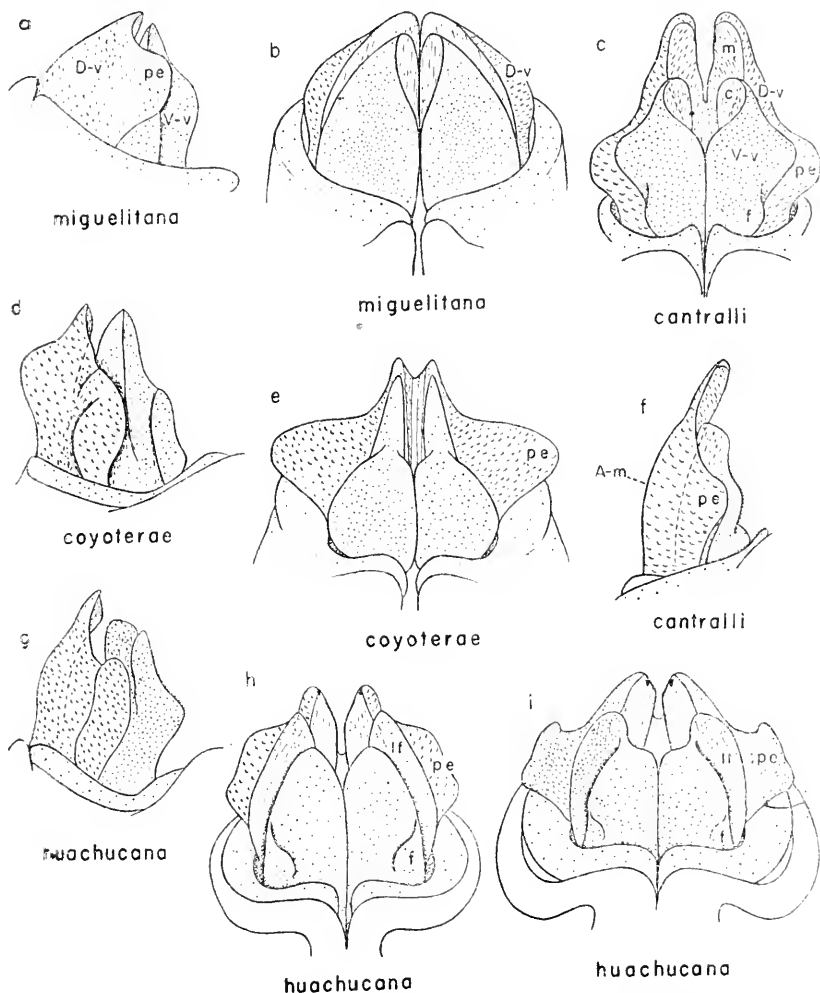 a
D-v
pe
V-v
miguelitana
b
D-v
miguelitana
c
m
D-v
c
V-v
pe
f
cantralli
d
coyoterae
e
pe
coyoterae
f
A-m
pe
cantralli
g
huachucana
h
lf
pe
f
huachucana
i
lf
pe
f
huachucana